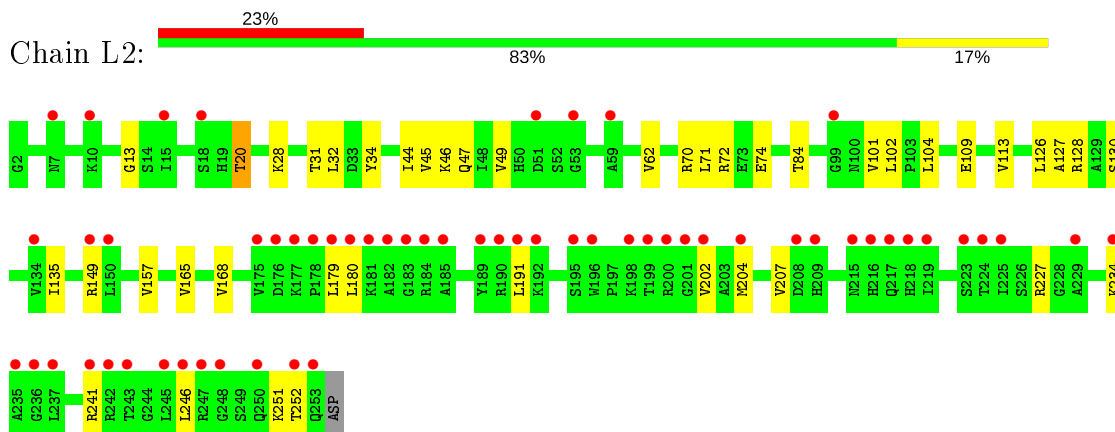 23%
Chain L2:
83% 17%
G2 N7 K10 G13 S14 I15 S18 H19 T20 K28 T31 L32 D33 Y34 I44 V45 K46 Q47 I48 V49 H50 D51 S52 G53 A59 V62 R70 L71 R72 E73 E74 T84 G99 N100 V101 L102 P103 L104 E109 V113 L126 A127 R128 A129 S130
V134 I135 R149 L150 V157 V165 V168 V175 D176 K177 P178 L179 L180 K181 A182 G183 R184 A185 Y189 R190 L191 K192 S195 W196 P197 K198 T199 R200 G201 V202 A203 M204 V207 D208 H209 N215 H216 Q217 H218 I219 S223 T224 I225 S226 R227 G228 A229 K234
A235 G236 L237 R241 R242 T243 G244 L245 L246 R247 G248 S249 Q250 K251 T252 Q253 ASP